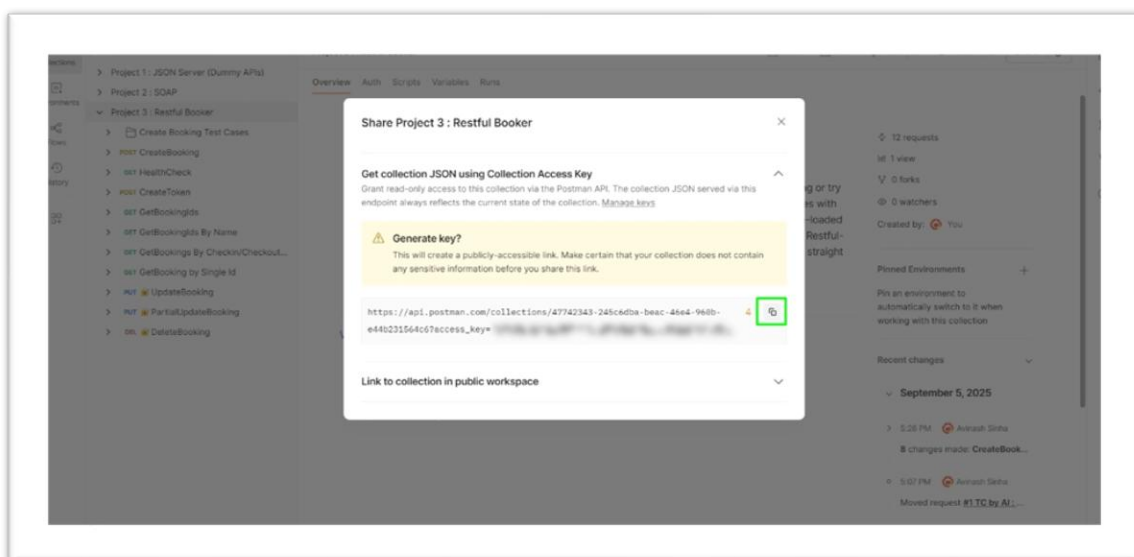 Project 1 : JSON Server (Dummy APIs)
Project 2 : SOAP
Project 3 : Restful Booker
Create Booking Test Cases
POST CreateBooking
GET HealthCheck
POST CreateToken
GET GetBookingIds
GET GetBookingIds By Name
GET GetBookings By Checkin/Checkout...
GET GetBooking by Single Id
PUT UpdateBooking
PUT PartialUpdateBooking
DEL DeleteBooking
Overview Auth Scripts Variables Runs
Share Project 3 : Restful Booker
Get collection JSON using Collection Access Key
Grant read-only access to this collection via the Postman API. The collection JSON served via this
endpoint always reflects the current state of the collection. Manage keys
Generate key?
This will create a publicly-accessible link. Make certain that your collection does not contain
any sensitive information before you share this link.
https://api.postman.com/collections/47742343-245c6dba-beac-46e4-960b- 4
e44b231564c6?access_key=
Link to collection in public workspace
g or try
es with
-loaded
Restful-
straight
12 requests
1 view
0 forks
0 watchers
Created by: You
Pinned Environments
Pin an environment to
automatically switch to it when
working with this collection
Recent changes
September 5, 2025
5:26 PM Avinash Sinha
8 changes made: CreateBook...
5:07 PM Avinash Sinha
Moved request #1 TC by AI : ...